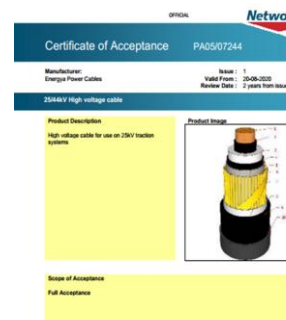 OFFICIAL
Netwo
Certificate of Acceptance PA05/07244
Manufacturer:
Energya Power Cables
Issue : 1
Valid From : 20-08-2020
Review Date : 2 years from issu
25/44kV High voltage cable
Product Description
High voltage cable for use on 25kV traction
systems
Product Image
Scope of Acceptance
Full Acceptance